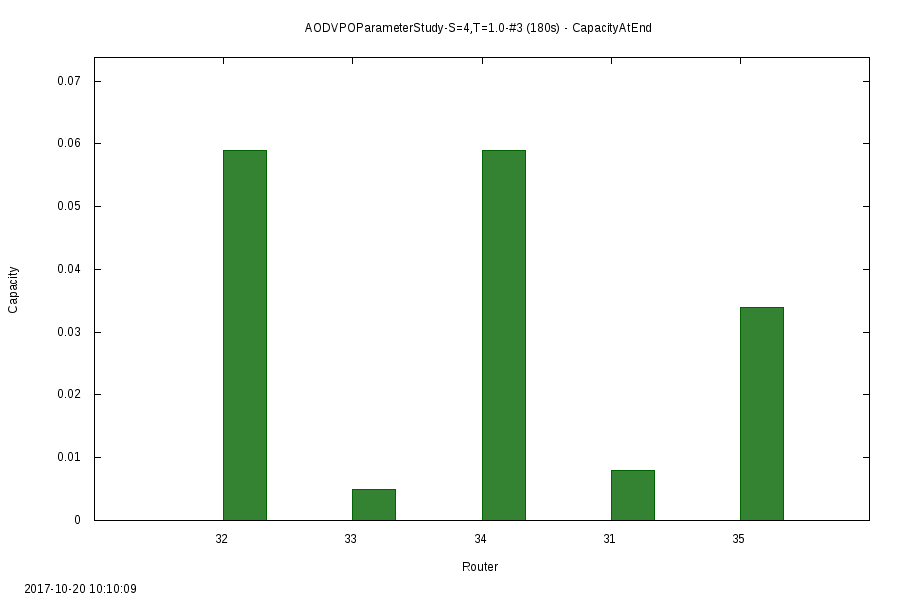 AODVPOParameterStudy-S=4,T=1.0-#3 (180s) - CapacityAtEnd
0.07
0.06
0.05
0.04
0.03
0.02
0.01
0
Capacity
32 33 34 31 35
Router
2017-10-20 10:10:09